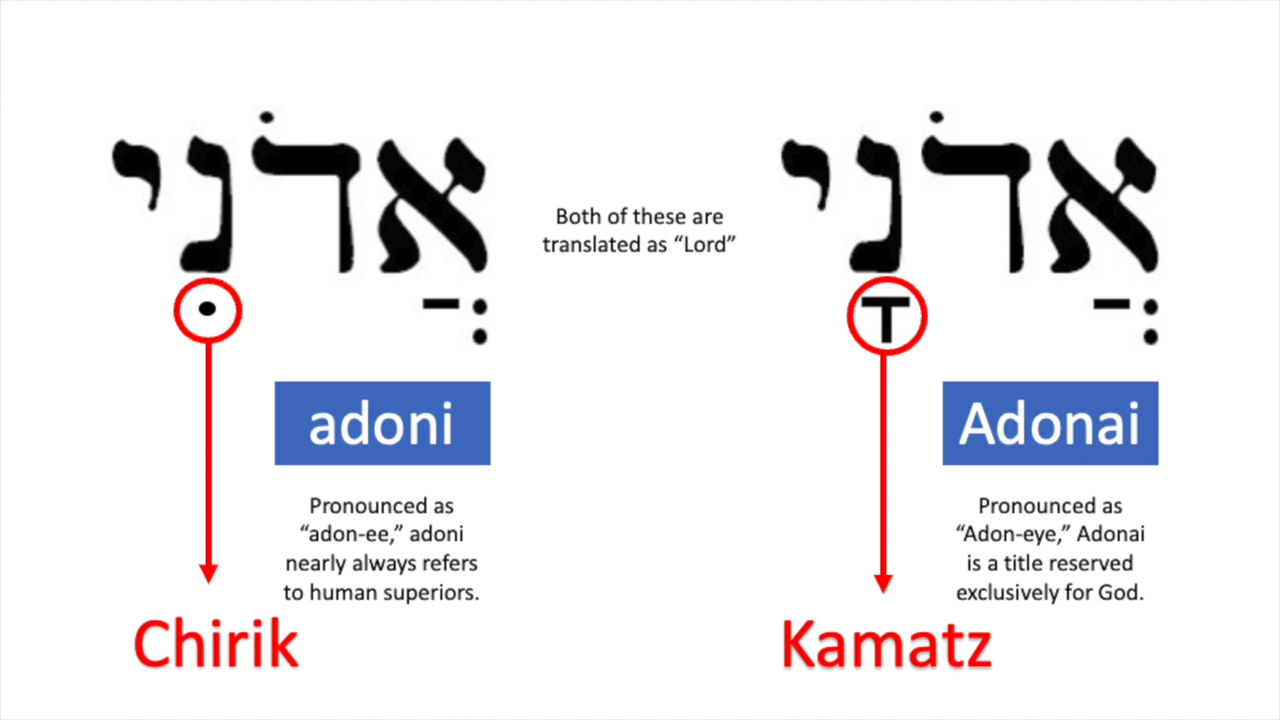 אֲדֹנִי
Both of these are
translated as “Lord”
אֲדֹנָי
adoni
Pronounced as
“adon-ee,” adoni
nearly always refers
to human superiors.
Chirik
Adonai
Pronounced as
“Adon-eye,” Adonai
is a title reserved
exclusively for God.
Kamatz